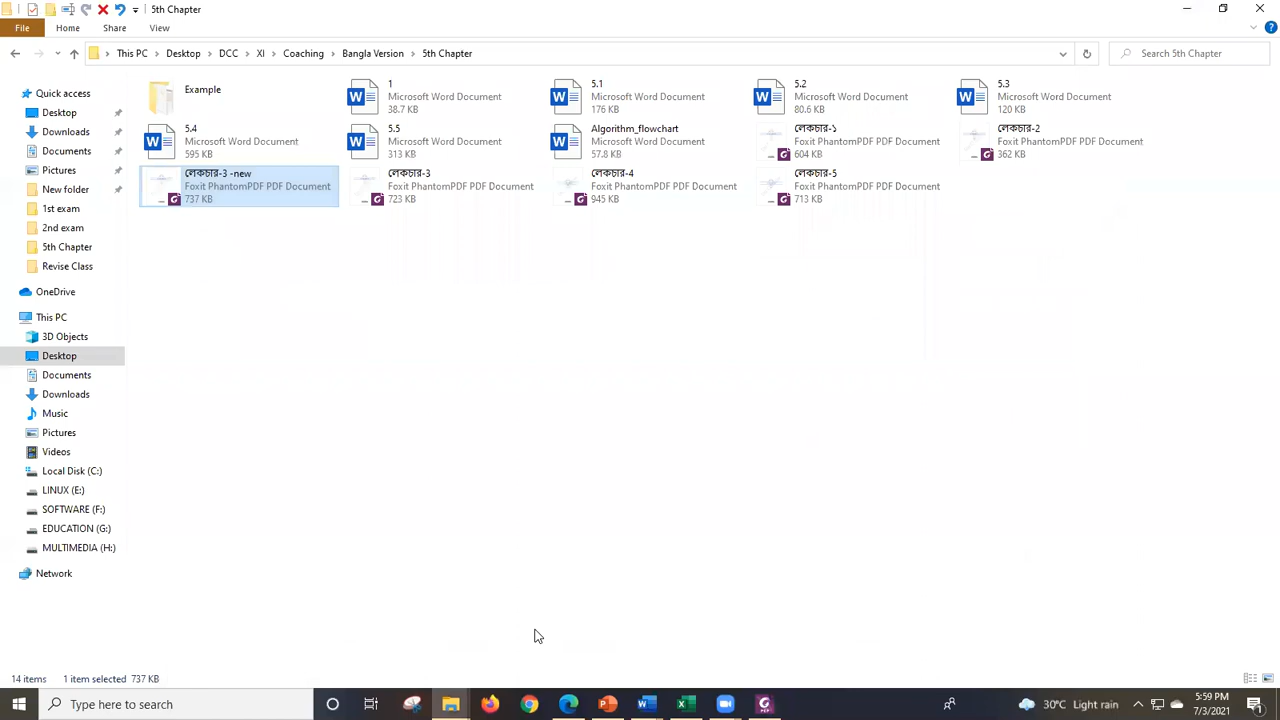 5th Chapter
File Home Share View
This PC Desktop DCC XI Coaching Bangla Version 5th Chapter Search 5th Chapter
Quick access
Desktop
Downloads
Documents
Pictures
New folder
1st exam
2nd exam
5th Chapter
Revise Class
OneDrive
This PC
3D Objects
Desktop
Documents
Downloads
Music
Pictures
Videos
Local Disk (C:)
LINUX (E:)
SOFTWARE (F:)
EDUCATION (G:)
MULTIMEDIA (H:)
Network
Example
1
Microsoft Word Document
38.7 KB
5.1
Microsoft Word Document
176 KB
5.2
Microsoft Word Document
80.6 KB
5.3
Microsoft Word Document
120 KB
5.4
Microsoft Word Document
595 KB
5.5
Microsoft Word Document
313 KB
Algorithm_flowchart
Microsoft Word Document
57.8 KB
লেকচার-১
Foxit PhantomPDF PDF Document
604 KB
লেকচার-2
Foxit PhantomPDF PDF Document
362 KB
লেকচার-3 -new
Foxit PhantomPDF PDF Document
737 KB
লেকচার-3
Foxit PhantomPDF PDF Document
723 KB
লেকচার-4
Foxit PhantomPDF PDF Document
945 KB
লেকচার-5
Foxit PhantomPDF PDF Document
713 KB
14 items 1 item selected 737 KB
Type here to search
30°C Light rain
5:59 PM
7/3/2021